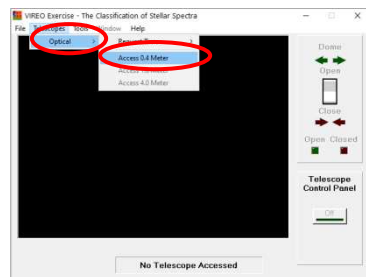 VIREO Exercise - The Classification of Stellar Spectra
File Telescopes Tools Window Help
Optical
Access 0.4 Meter
Access 4.0 Meter
Dome
Open
Close
Open Closed
Telescope
Control Panel
Off
No Telescope Accessed